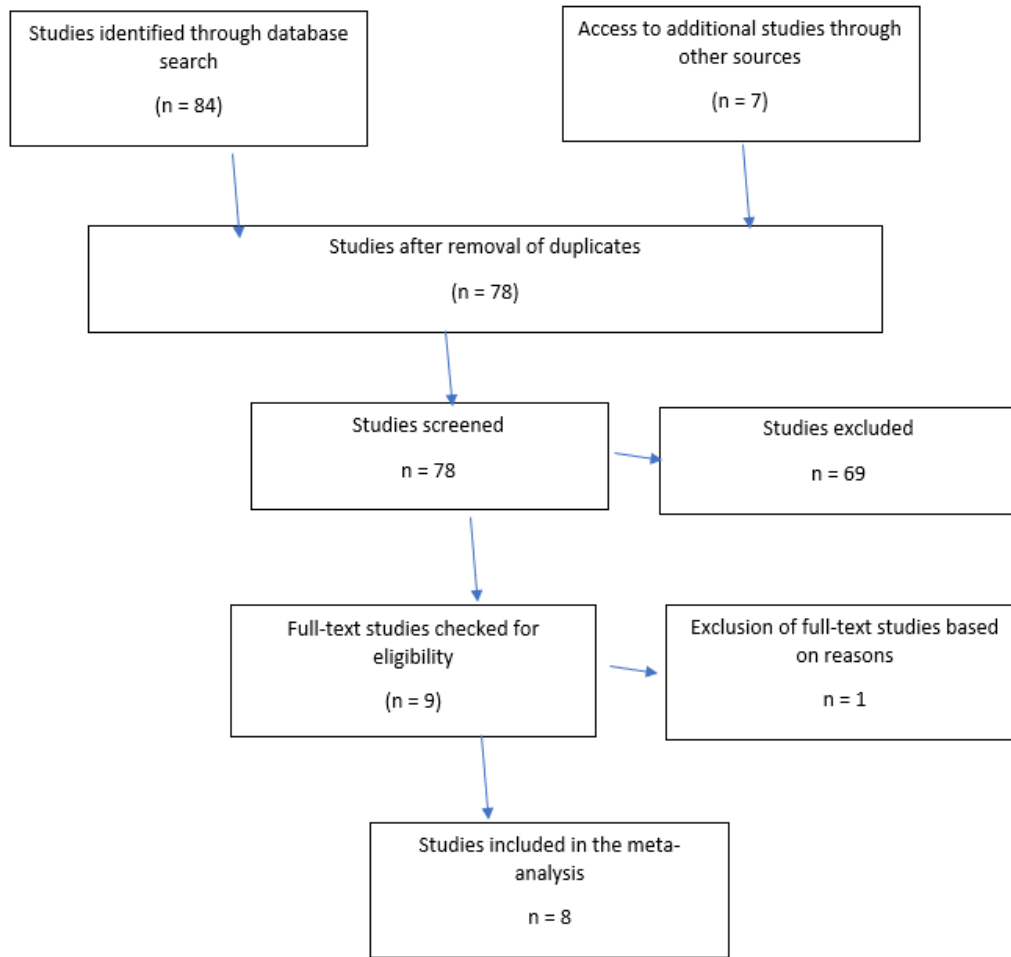 Studies identified through database
search
(n = 84)
Access to additional studies through
other sources
(n = 7)
Studies after removal of duplicates
(n = 78)
Studies screened
n = 78
Studies excluded
n = 69
Full-text studies checked for
eligibility
(n = 9)
Exclusion of full-text studies based
on reasons
n = 1
Studies included in the meta-
analysis
n = 8